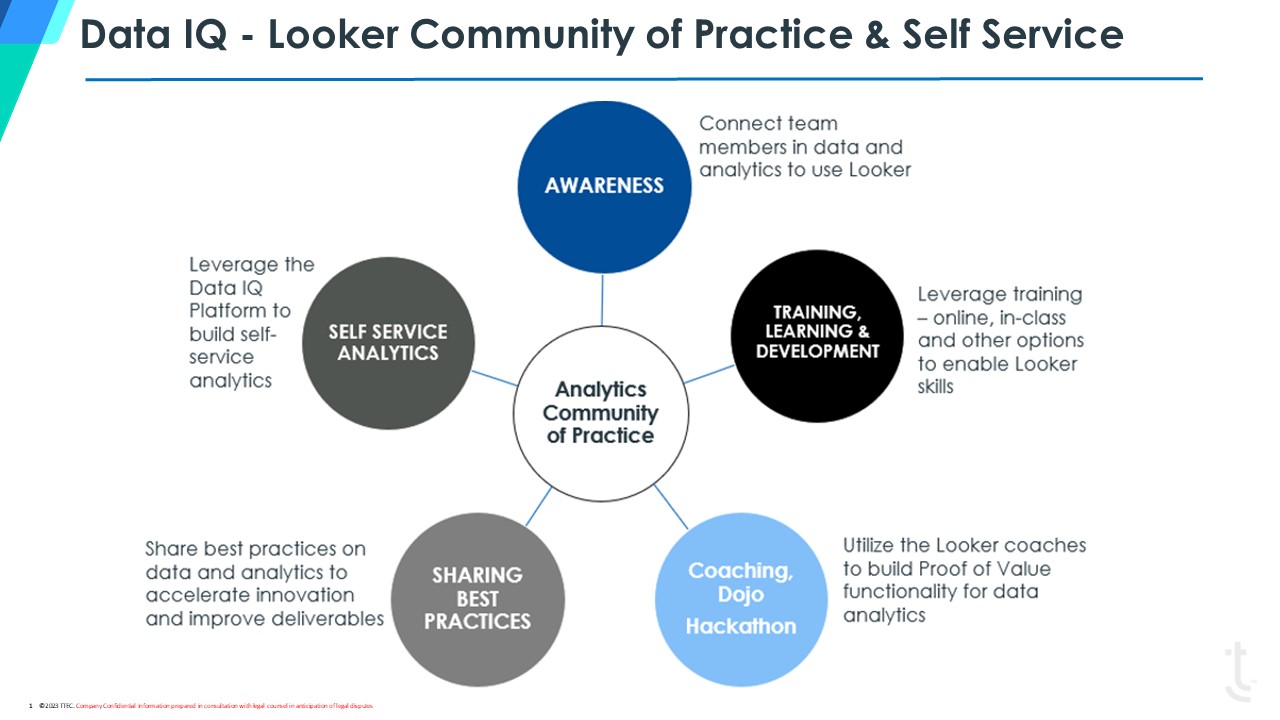 Data IQ - Looker Community of Practice & Self Service
AWARENESS
Connect team
members in data and
analytics to use Looker
Leverage the
Data IQ
Platform to
build self-
service
analytics
SELF SERVICE
ANALYTICS
TRAINING,
LEARNING &
DEVELOPMENT
Leverage training
– online, in-class
and other options
to enable Looker
skills
Analytics
Community
of Practice
Share best practices on
data and analytics to
accelerate innovation
and improve deliverables
SHARING
BEST
PRACTICES
Coaching,
Dojo
Hackathon
Utilize the Looker coaches
to build Proof of Value
functionality for data
analytics
1 ©2023 TTEC. Company Confidential information prepared in consultation with legal counsel in anticipation of legal disputes